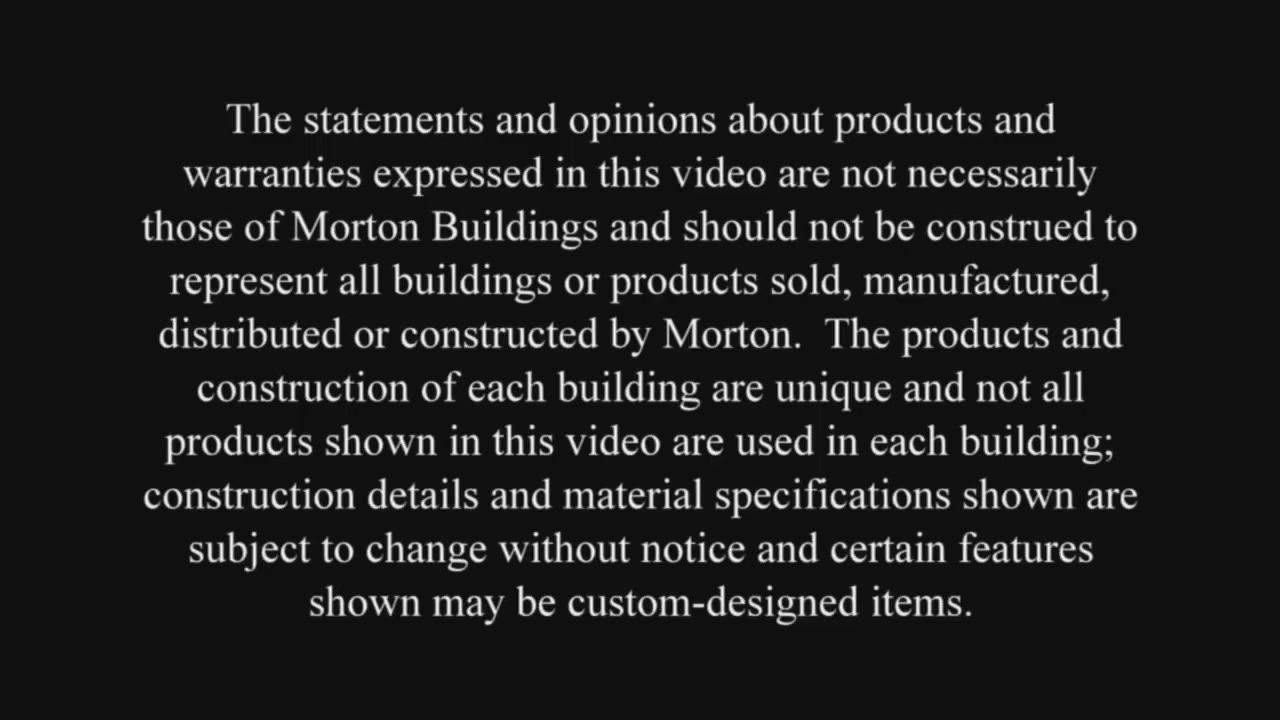 The statements and opinions about products and
warranties expressed in this video are not necessarily
those of Morton Buildings and should not be construed to
represent all buildings or products sold, manufactured,
distributed or constructed by Morton.  The products and
construction of each building are unique and not all
products shown in this video are used in each building;
construction details and material specifications shown are
subject to change without notice and certain features
shown may be custom-designed items.